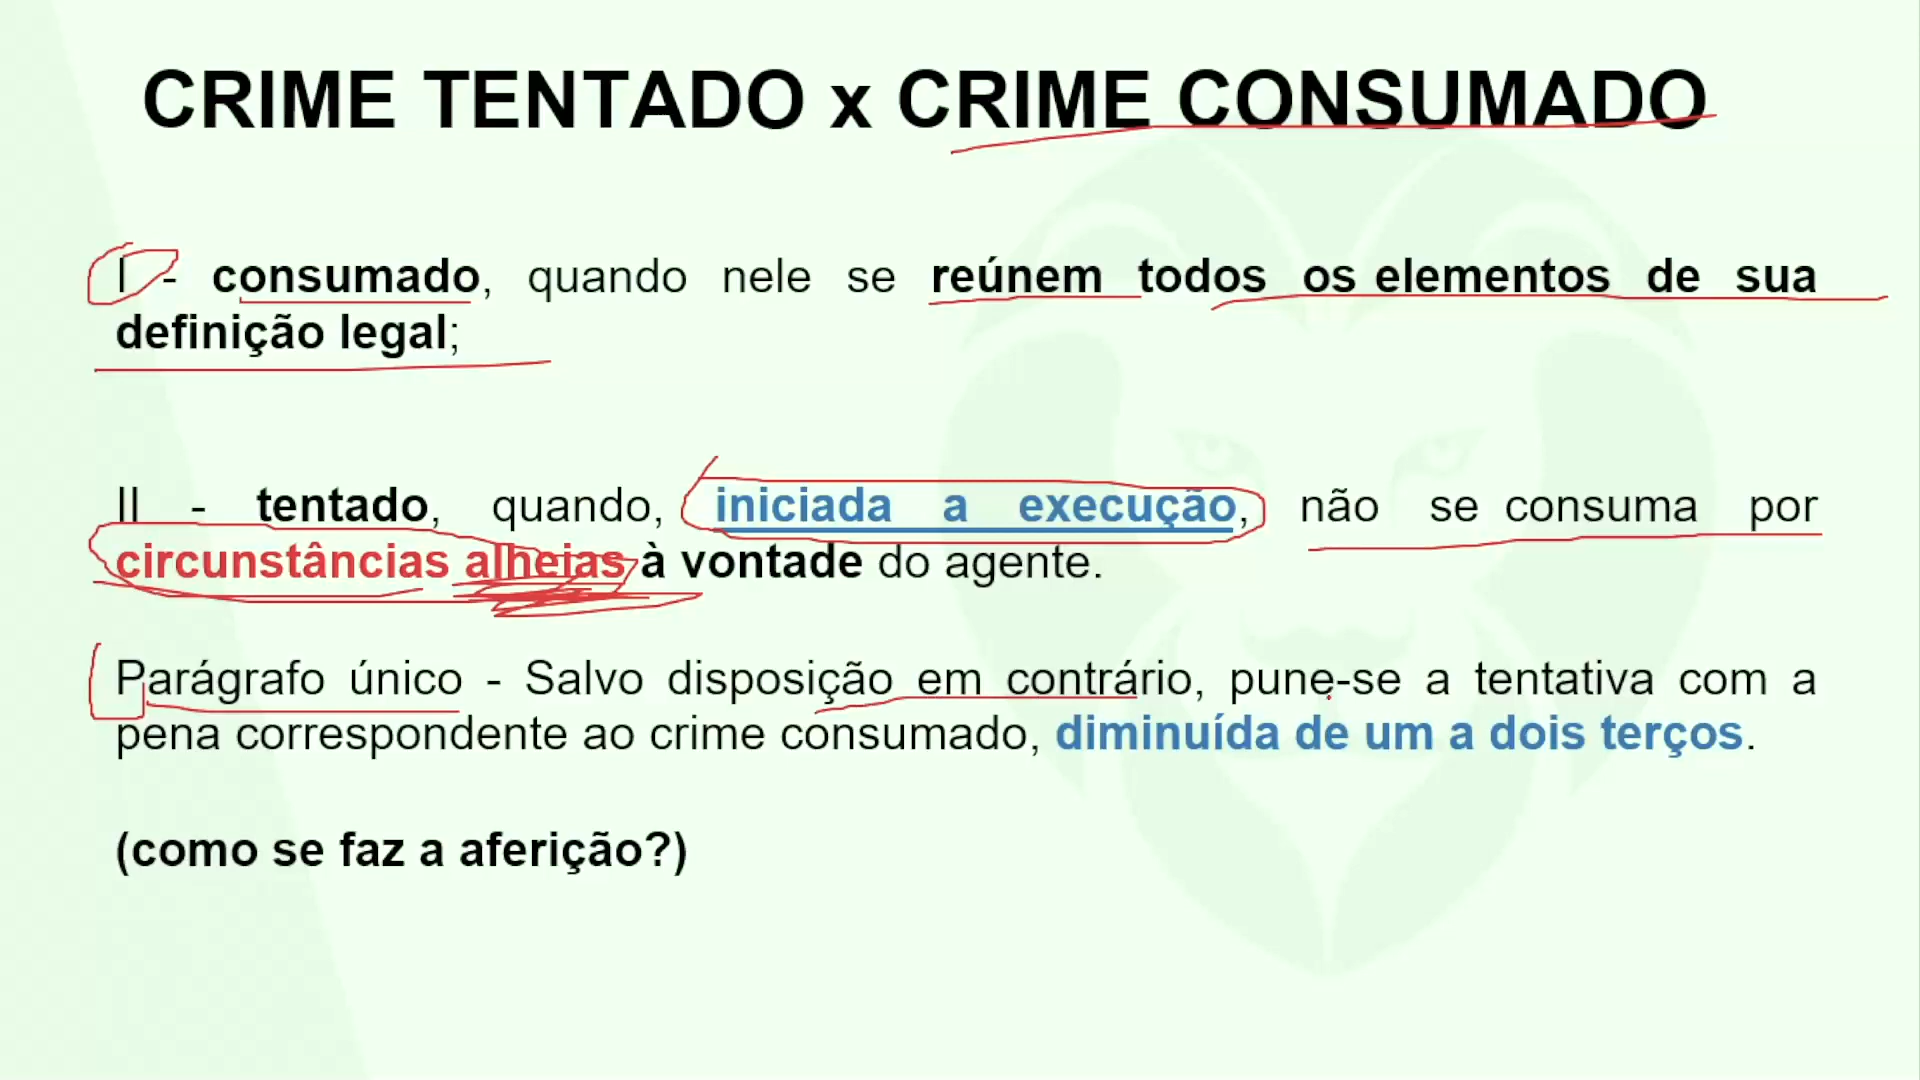 CRIME TENTADO x CRIME CONSUMADO
I - consumado, quando nele se reúnem todos os elementos de sua
definição legal;
II - tentado, quando, iniciada a execução, não se consuma por
circunstâncias alheias à vontade do agente.
Parágrafo único - Salvo disposição em contrário, pune-se a tentativa com a
pena correspondente ao crime consumado, diminuída de um a dois terços.
(como se faz a aferição?)